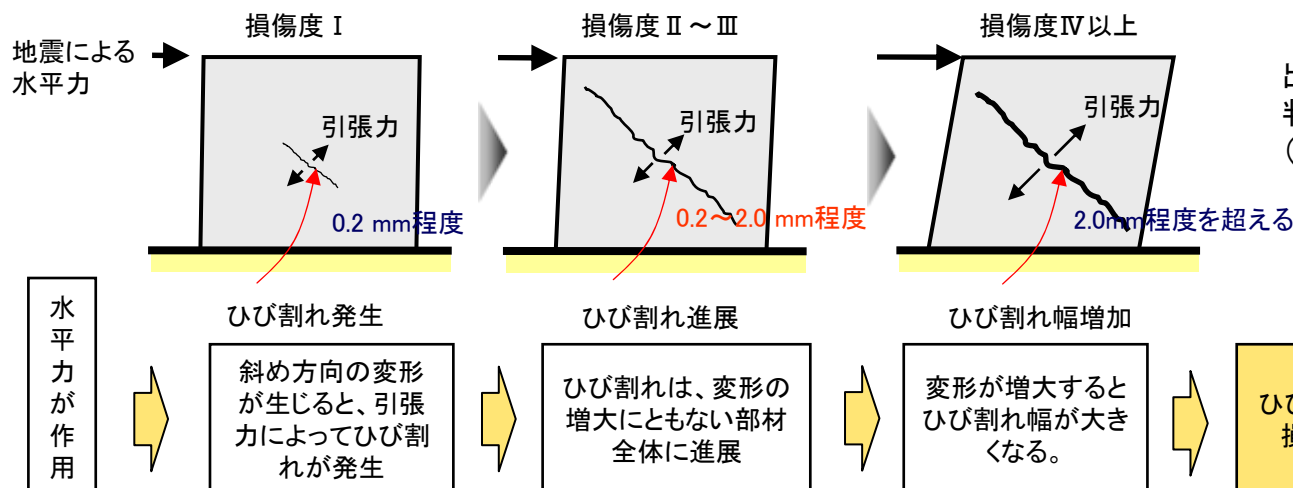 損傷度Ⅰ
損傷度Ⅱ～Ⅲ
損傷度Ⅳ以上
地震による
水平力
引張力
引張力
引張力
0.2 mm程度
0.2～2.0 mm程度
2.0mm程度を超える
ひび割れ発生
ひび割れ進展
ひび割れ幅増加
水
平
力
が
作
用
斜め方向の変形
が生じると、引張
力によってひび割
れが発生
ひび割れは、変形の
増大にともない部材
全体に進展
変形が増大すると
ひび割れ幅が大き
くなる。
ひび
損